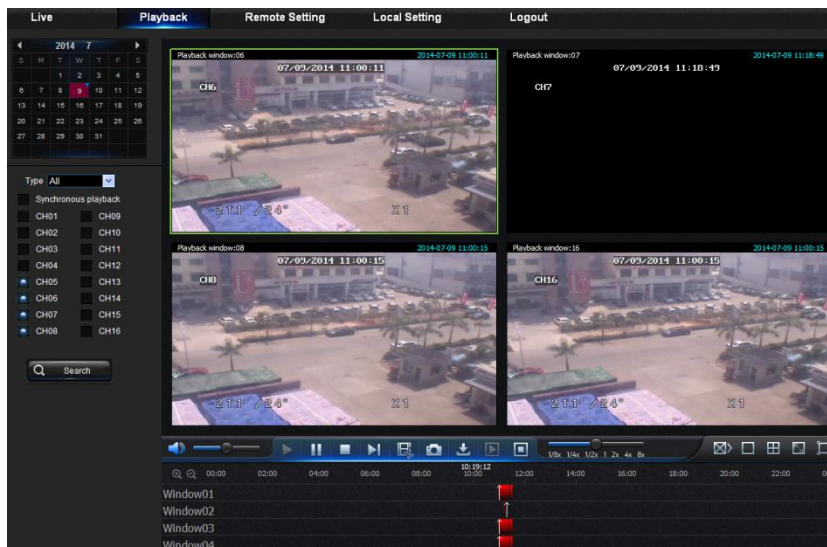 Live Playback Remote Setting Local Setting Logout
2014 7
S M T W T F S
1 2 3 4 5
6 7 8 9 10 11 12
13 14 15 16 17 18 19
20 21 22 23 24 25 26
27 28 29 30 31
Type All
Synchronous playback
CH01 CH09
CH02 CH10
CH03 CH11
CH04 CH12
CH05 CH13
CH06 CH14
CH07 CH15
CH08 CH16
Search
Playback window:06 2014-07-09 11:00:11
07/09/2014 11:00:11
CH6
-211'/24° X1
Playback window:07 2014-07-09 11:18:49
07/09/2014 11:18:49
CH7
Playback window:08 2014-07-09 11:00:15
07/09/2014 11:00:15
CH8
-211'/24° X1
Playback window:16 2014-07-09 11:00:15
07/09/2014 11:00:15
CH16
-211'/24° X1
1/8x 1/4x 1/2x 1 2x 4x 8x
10:19:12
00:00 02:00 04:00 06:00 08:00 10:00 12:00 14:00 16:00 18:00 20:00 22:00
Window01
Window02
Window03
Window04